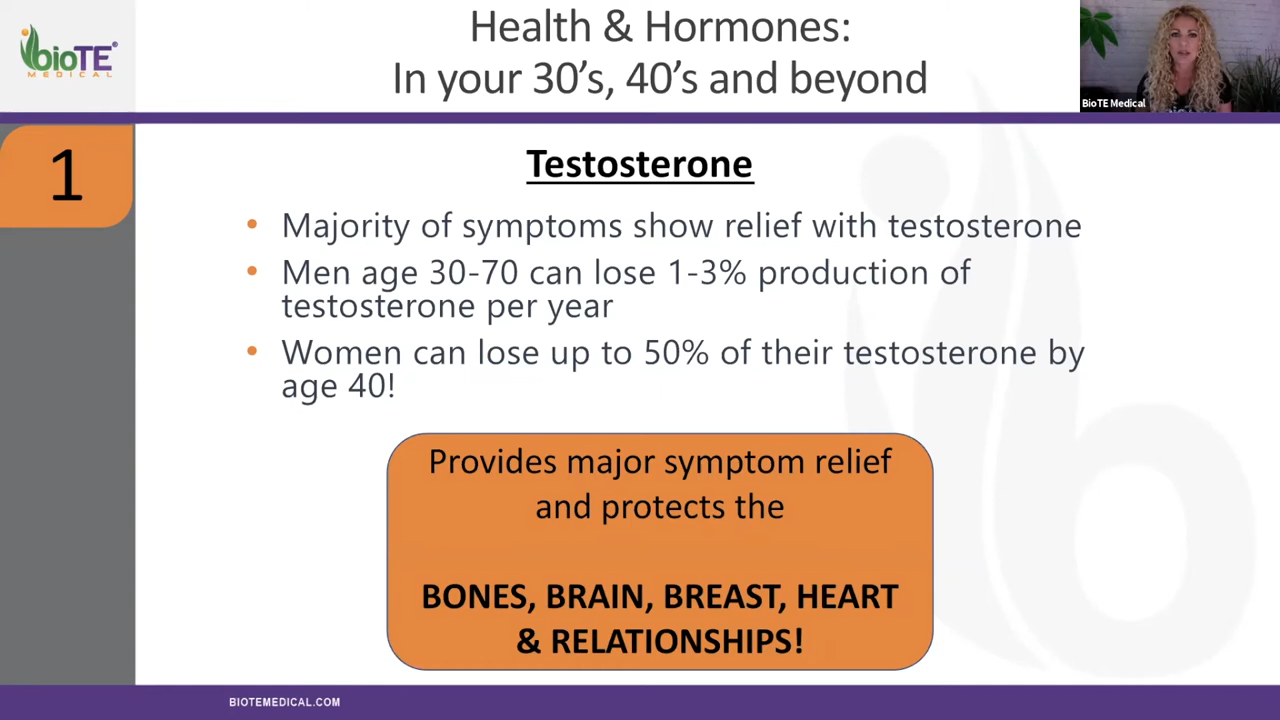 bioTE®
MEDICAL
Health & Hormones:
In your 30’s, 40’s and beyond
BioTE Medical
1
Testosterone
• Majority of symptoms show relief with testosterone
• Men age 30-70 can lose 1-3% production of
testosterone per year
• Women can lose up to 50% of their testosterone by
age 40!
Provides major symptom relief
and protects the
BONES, BRAIN, BREAST, HEART
& RELATIONSHIPS!
BIOTEMEDICAL.COM